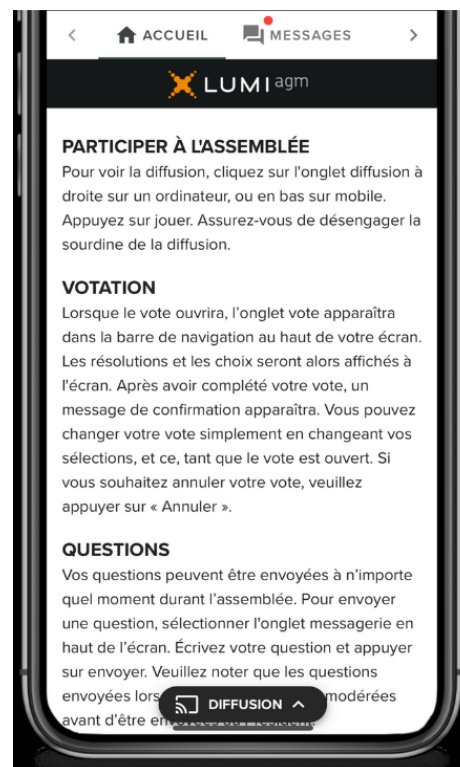 ACCUEIL MESSAGES
LUMI agm
PARTICIPER À L'ASSEMBLÉE
Pour voir la diffusion, cliquez sur l'onglet diffusion à
droite sur un ordinateur, ou en bas sur mobile.
Appuyez sur jouer. Assurez-vous de désengager la
sourdine de la diffusion.
VOTATION
Lorsque le vote ouvrira, l'onglet vote apparaîtra
dans la barre de navigation au haut de votre écran.
Les résolutions et les choix seront alors affichés à
l'écran. Après avoir complété votre vote, un
message de confirmation apparaîtra. Vous pouvez
changer votre vote simplement en changeant vos
sélections, et ce, tant que le vote est ouvert. Si
vous souhaitez annuler votre vote, veuillez
appuyer sur « Annuler ».
QUESTIONS
Vos questions peuvent être envoyées à n'importe
quel moment durant l'assemblée. Pour envoyer
une question, sélectionner l'onglet messagerie en
haut de l'écran. Écrivez votre question et appuyer
sur envoyer. Veuillez noter que les questions
envoyées modérées
DIFFUSION
avant d'être